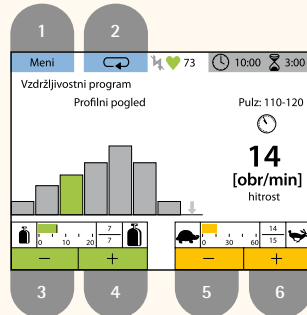 1 2
Meni 73 10:00 3:00
Vzdržljivostni program
Profilni pogled Pulz: 110-120
14
[obr/min]
hitrost
0 10 20 7 7 0 30 60 14 15
− + − +
3 4 5 6